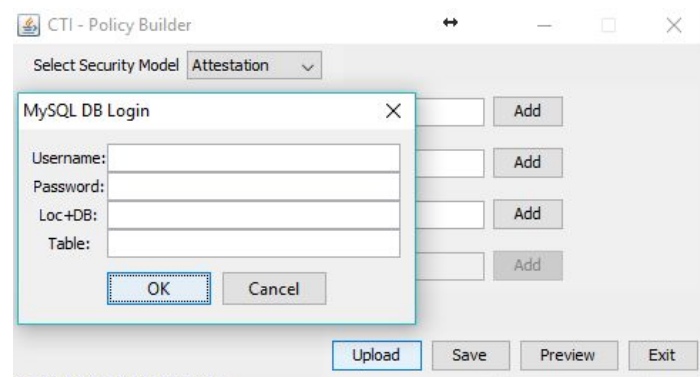 CTI - Policy Builder
Select Security Model Attestation
MySQL DB Login
Username:
Password:
Loc+DB:
Table:
OK Cancel
Add
Add
Add
Add
Upload Save Preview Exit